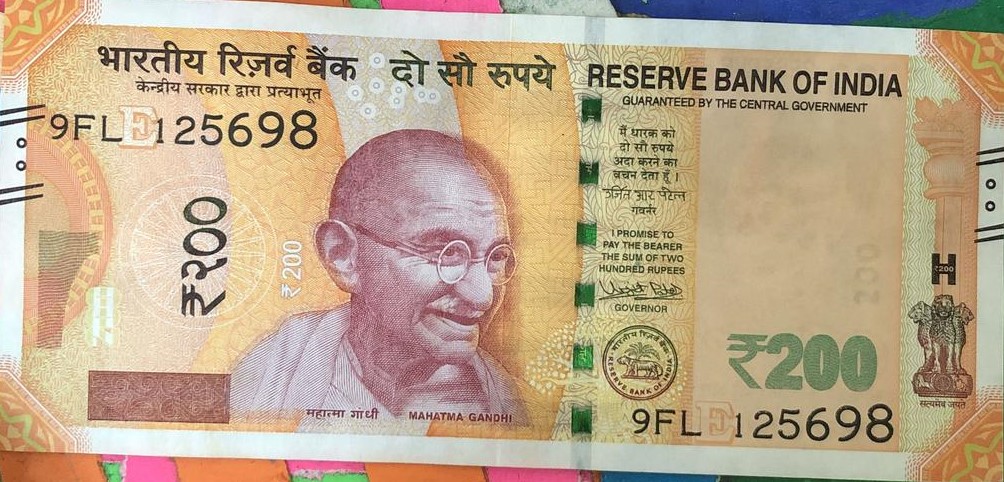 भारतीय रिज़र्व बैंक
केन्द्रीय सरकार द्वारा प्रत्याभूत
दो सौ रुपये
RESERVE BANK OF INDIA
GUARANTEED BY THE CENTRAL GOVERNMENT
9FL E 125698
मैं धारक को
दो सौ रुपये
अदा करने का
वचन देता हूँ ।
उर्जित आर पटेल
गवर्नर
I PROMISE TO
PAY THE BEARER
THE SUM OF TWO
HUNDRED RUPEES
Urjit Patel
GOVERNOR
₹२००
₹ 200
भारतीय रिज़र्व बैंक
RESERVE BANK OF INDIA
₹200
H
₹200
सत्यमेव जयते
महात्मा गांधी
MAHATMA GANDHI
9FL E 125698